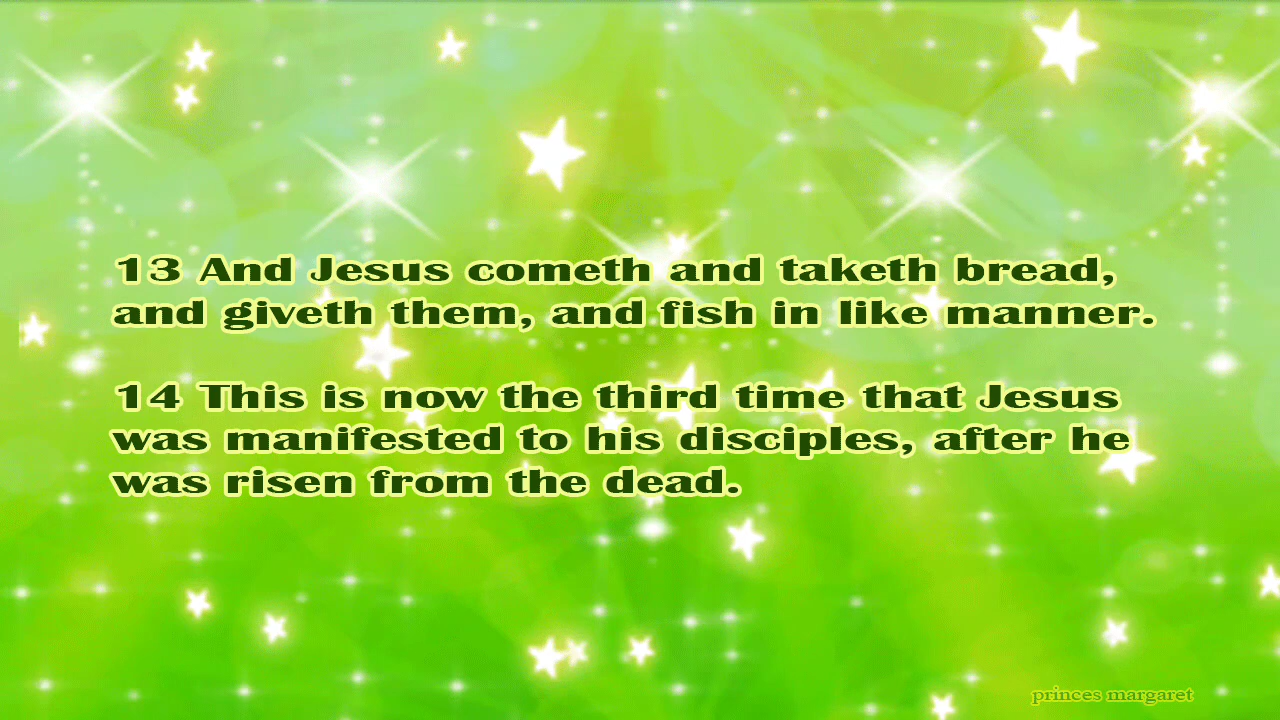 13 And Jesus cometh and taketh bread,
and giveth them, and fish in like manner.
14 This is now the third time that Jesus
was manifested to his disciples, after he
was risen from the dead.
princes margaret